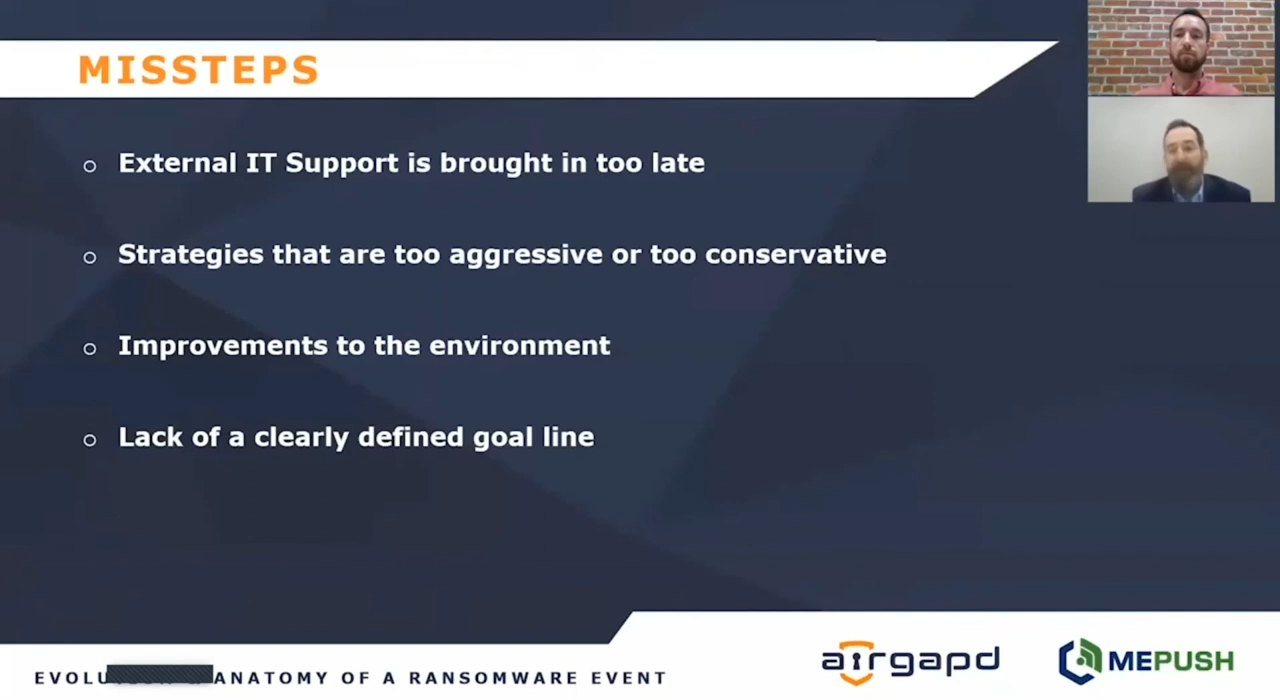 MISSTEPS
External IT Support is brought in too late
Strategies that are too aggressive or too conservative
Improvements to the environment
Lack of a clearly defined goal line
ANATOMY OF A RANSOMWARE EVENT
airgapd
MEPUSH